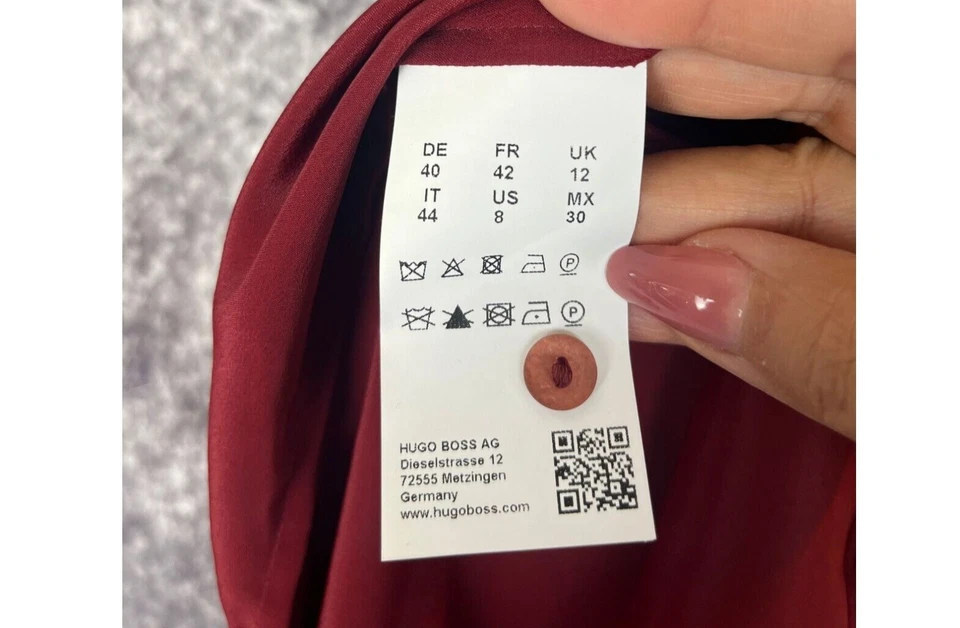 DE FR UK
40 42 12
IT US MX
44 8 30
P
P
HUGO BOSS AG
Dieselstrasse 12
72555 Metzingen
Germany
www.hugoboss.com